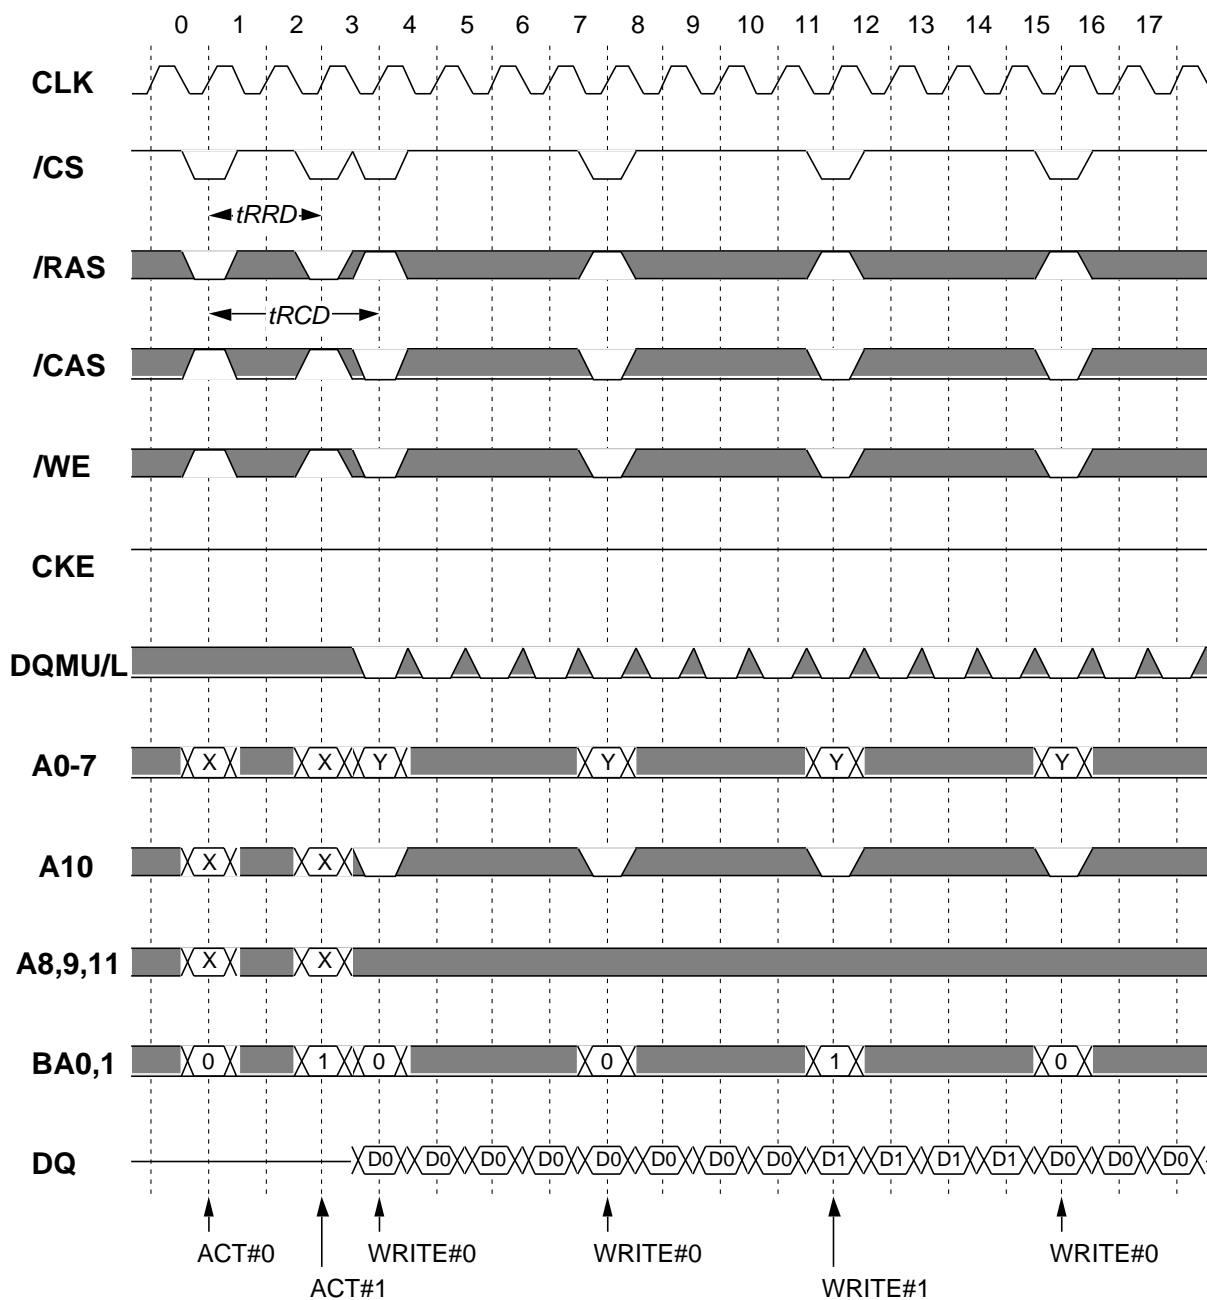 0 1 2 3 4 5 6 7 8 9 10 11 12 13 14 15 16 17
CLK
/CS
tRRD
/RAS
tRCD
/CAS
/WE
CKE
DQMU/L
A0-7 X X Y Y Y Y
A10 X X
A8,9,11 X X
BA0,1 0 1 0 0 1 0
DQ D0 D0 D0 D0 D0 D0 D0 D0 D1 D1 D1 D1 D0 D0 D0
ACT#0 WRITE#0 WRITE#0 WRITE#0
ACT#1 WRITE#1